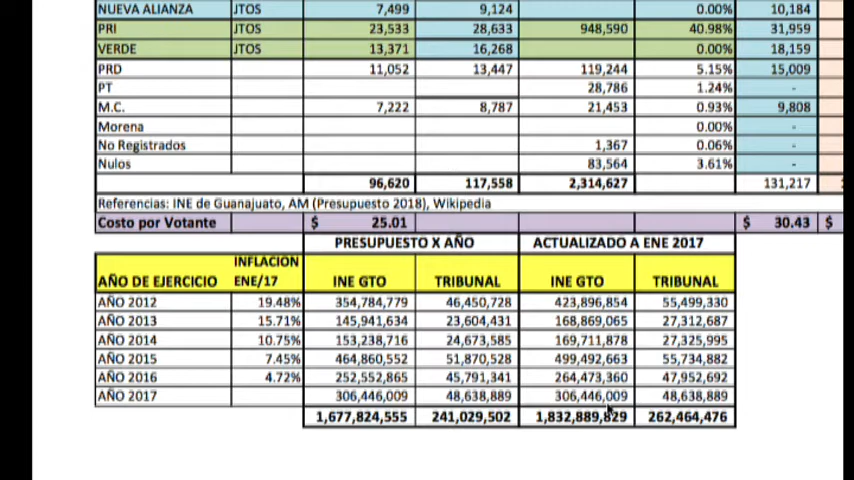 NUEVA ALIANZA JTOS 7,499 9,124 0.00% 10,184
PRI JTOS 23,533 28,633 948,590 40.98% 31,959
VERDE JTOS 13,371 16,268 0.00% 18,159
PRD 11,052 13,447 119,244 5.15% 15,009
PT 28,786 1.24% -
M.C. 7,222 8,787 21,453 0.93% 9,808
Morena 0.00% -
No Registrados 1,367 0.06% -
Nulos 83,564 3.61% -
96,620 117,558 2,314,627 131,217
Referencias: INE de Guanajuato, AM (Presupuesto 2018), Wikipedia
Costo por Votante $ 25.01 $ 30.43 $
PRESUPUESTO X AÑO ACTUALIZADO A ENE 2017
AÑO DE EJERCICIO INFLACION ENE/17 INE GTO TRIBUNAL INE GTO TRIBUNAL
AÑO 2012 19.48% 354,784,779 46,450,728 423,896,854 55,499,330
AÑO 2013 15.71% 145,941,634 23,604,431 168,869,065 27,312,687
AÑO 2014 10.75% 153,238,716 24,673,585 169,711,878 27,325,995
AÑO 2015 7.45% 464,860,552 51,870,528 499,492,663 55,734,882
AÑO 2016 4.72% 252,552,865 45,791,341 264,473,360 47,952,692
AÑO 2017 306,446,009 48,638,889 306,446,009 48,638,889
1,677,824,555 241,029,502 1,832,889,829 262,464,476